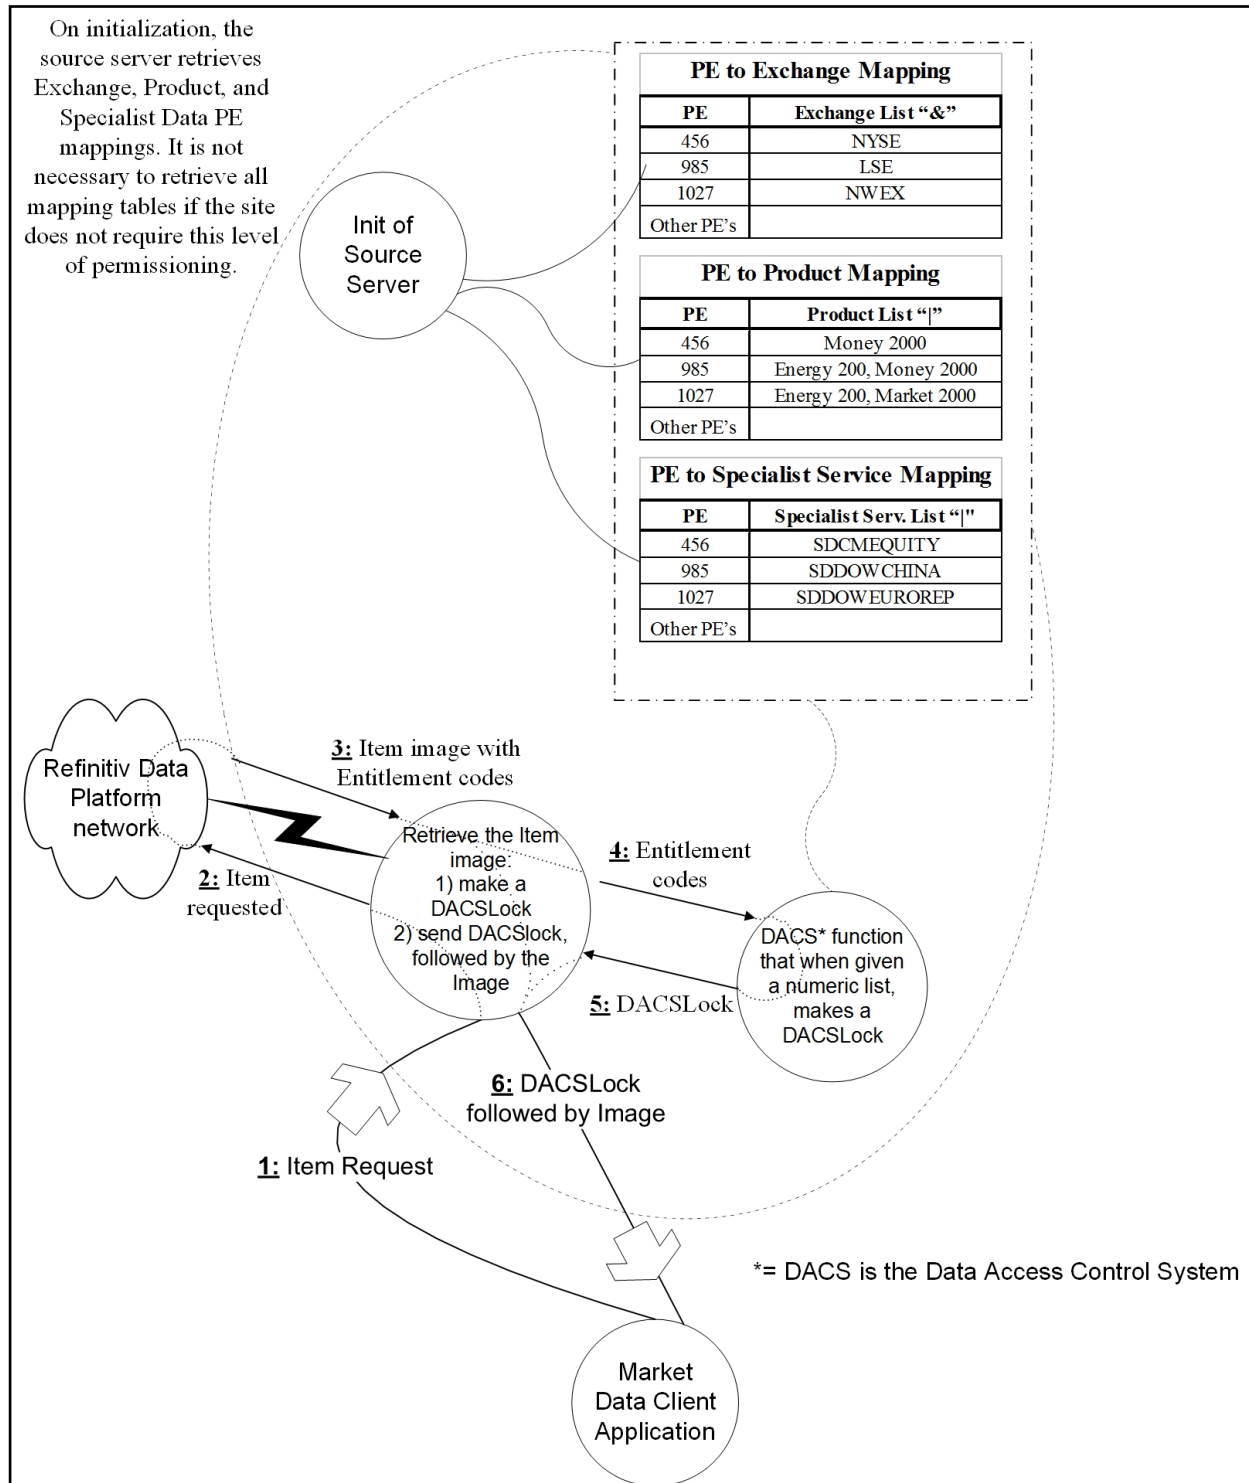 On initialization, the
source server retrieves
Exchange, Product, and
Specialist Data PE
mappings. It is not
necessary to retrieve all
mapping tables if the site
does not require this level
of permissioning.
Init of
Source
Server
PE to Exchange Mapping
PE Exchange List “&”
456 NYSE
985 LSE
1027 NWEX
Other PE’s
PE to Product Mapping
PE Product List “|”
456 Money 2000
985 Energy 200, Money 2000
1027 Energy 200, Market 2000
Other PE’s
PE to Specialist Service Mapping
PE Specialist Serv. List “|"
456 SDCMEQUITY
985 SDDOWCHINA
1027 SDDOWEUROREP
Other PE’s
Refinitiv Data
Platform
network
3: Item image with
Entitlement codes
2: Item
requested
Retrieve the Item
image:
1) make a
DACSLock
2) send DACSlock,
followed by the
Image
4: Entitlement
codes
5: DACSLock
DACS* function
that when given
a numeric list,
makes a
DACSLock
6: DACSLock
followed by Image
1: Item Request
*= DACS is the Data Access Control System
Market
Data Client
Application